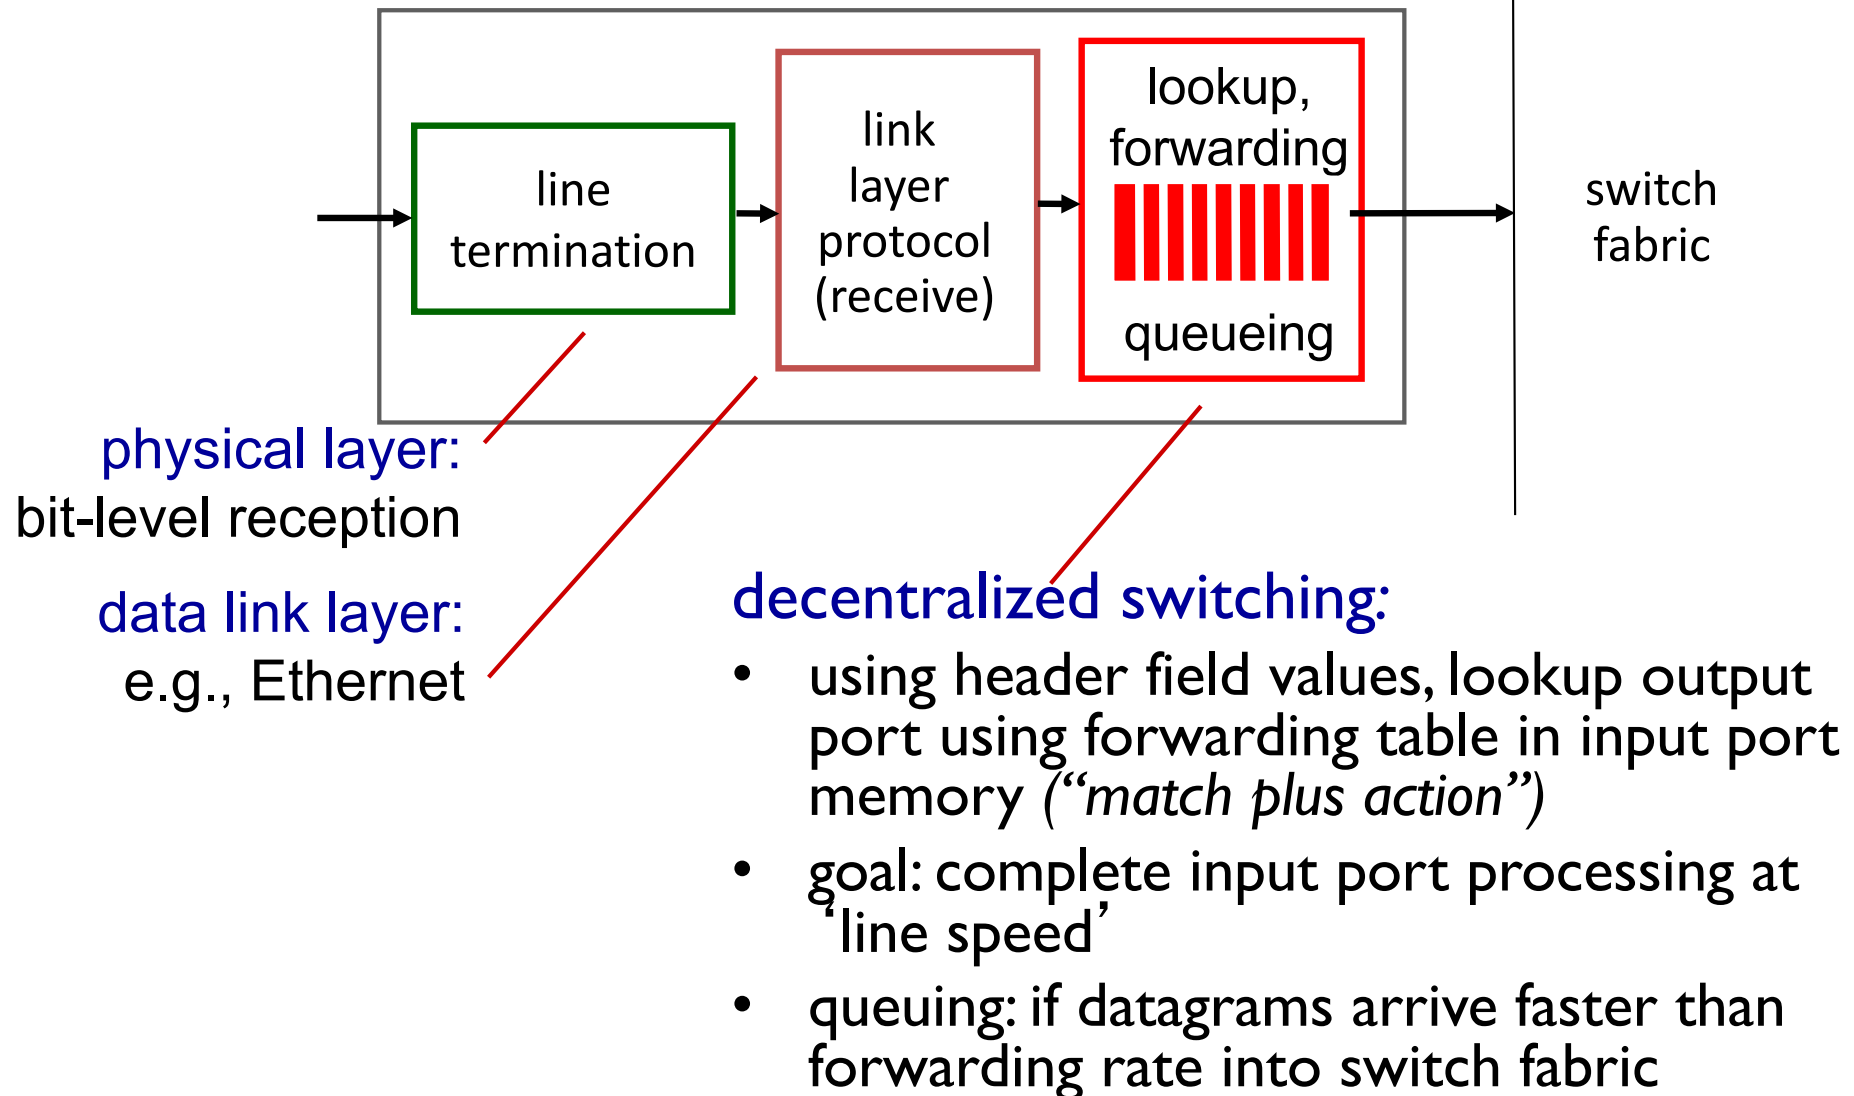 line
termination
link
layer
protocol
(receive)
lookup,
forwarding
queueing
switch
fabric
physical layer:
bit-level reception
data link layer:
e.g., Ethernet
decentralized switching:
• using header field values, lookup output
port using forwarding table in input port
memory (“match plus action”)
• goal: complete input port processing at
‘line speed’
• queuing: if datagrams arrive faster than
forwarding rate into switch fabric